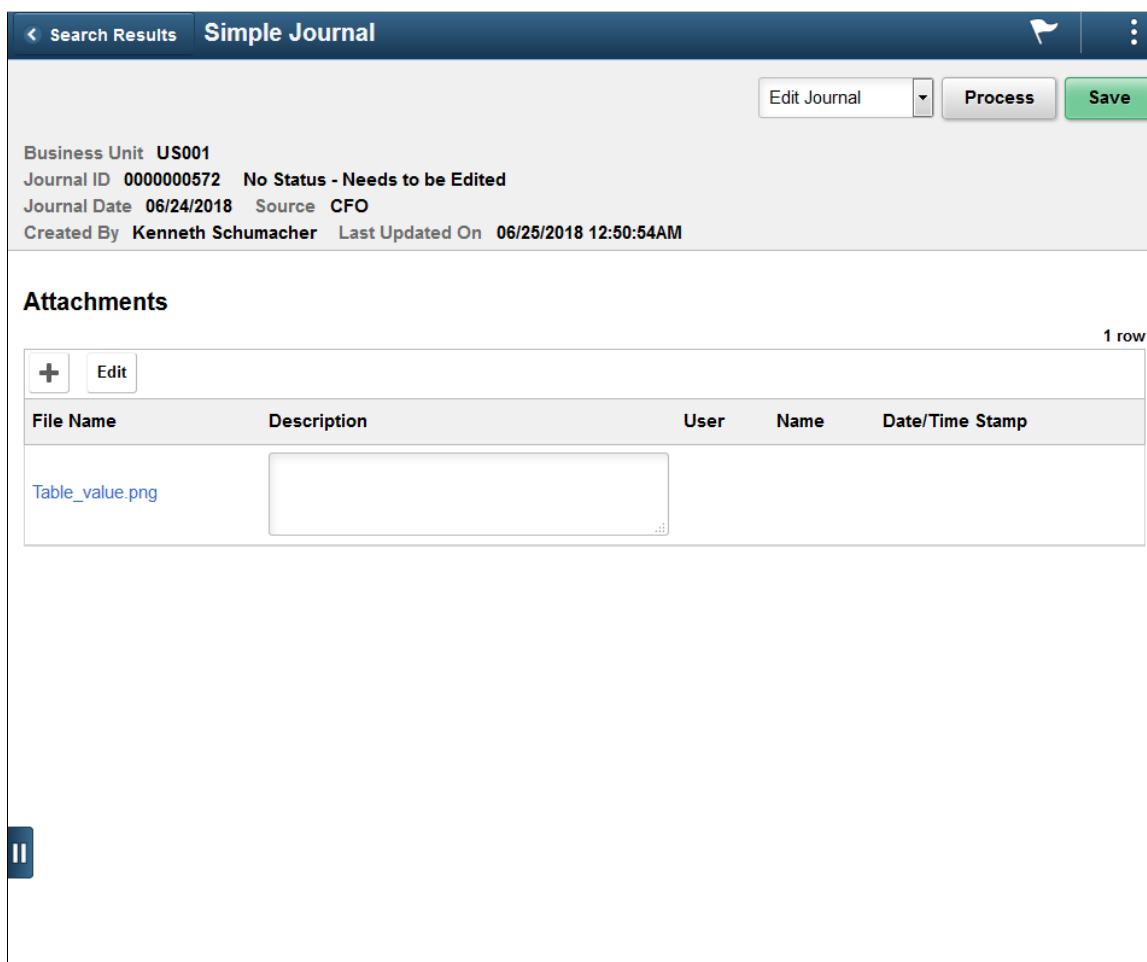 Search Results Simple Journal
Edit Journal Process Save
Business Unit US001
Journal ID 0000000572 No Status - Needs to be Edited
Journal Date 06/24/2018 Source CFO
Created By Kenneth Schumacher Last Updated On 06/25/2018 12:50:54AM
Attachments
1 row
Edit
File Name Description User Name Date/Time Stamp
Table_value.png